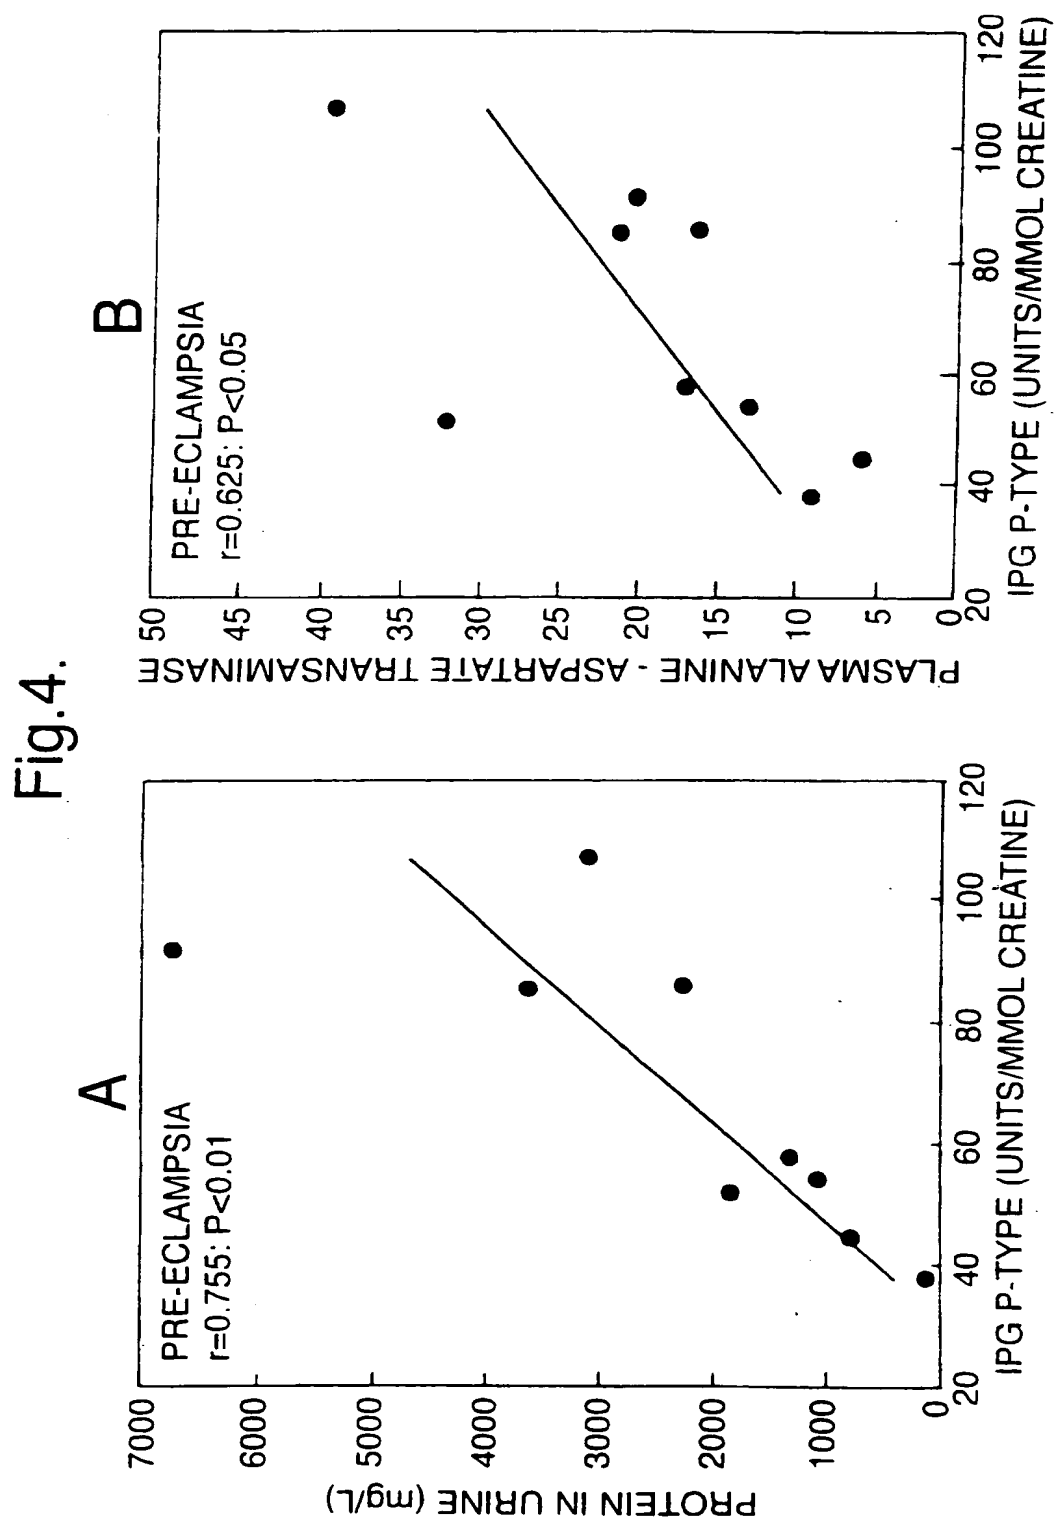 Fig.4.
A
PRE-ECLAMPSIA
r=0.755: P<0.01
PROTEIN IN URINE (mg/L)
7000
6000
5000
4000
3000
2000
1000
0
20 40 60 80 100 120
IPG P-TYPE (UNITS/MMOL CREATINE)
B
PRE-ECLAMPSIA
r=0.625: P<0.05
PLASMA ALANINE - ASPARTATE TRANSAMINASE
50
45
40
35
30
25
20
15
10
5
0
20 40 60 80 100 120
IPG P-TYPE (UNITS/MMOL CREATINE)